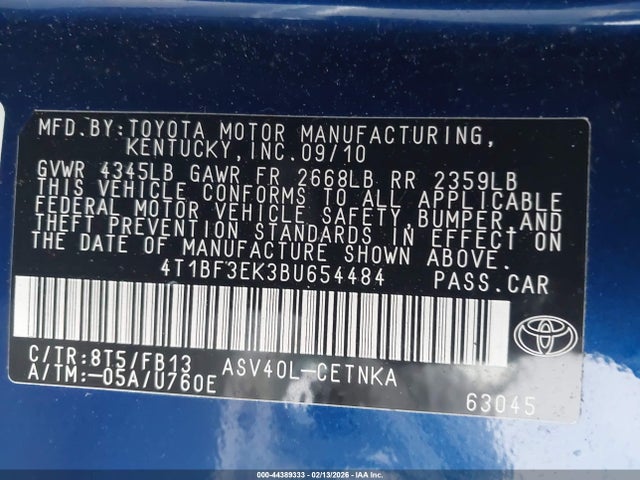 MFD.BY:TOYOTA MOTOR MANUFACTURING,
KENTUCKY,INC.09/10
GVWR 4345LB GAWR FR 2668LB RR 2359LB
THIS VEHICLE CONFORMS TO ALL APPLICABLE
FEDERAL MOTOR VEHICLE SAFETY,BUMPER,AND
THEFT PREVENTION STANDARDS IN EFFECT ON
THE DATE OF MANUFACTURE SHOWN ABOVE.
4T1BF3EK3BU654484 PASS.CAR
C/TR:8T5/FB13 ASV40L-CETNKA
A/TM:-05A/U760E
63045
000-44389333 - 02/13/2026 - IAA Inc.